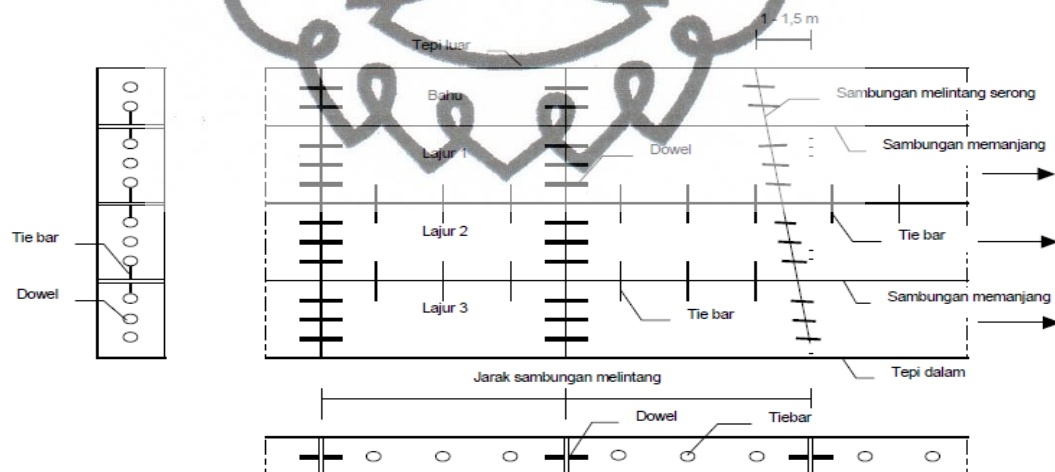 1 - 1,5 m
Tepi luar
Bahu
Sambungan melintang serong
Sambungan memanjang
Lajur 1
Dowel
Tie bar
Lajur 2
Tie bar
Dowel
Sambungan memanjang
Lajur 3
Tie bar
Tepi dalam
Jarak sambungan melintang
Dowel
Tiebar